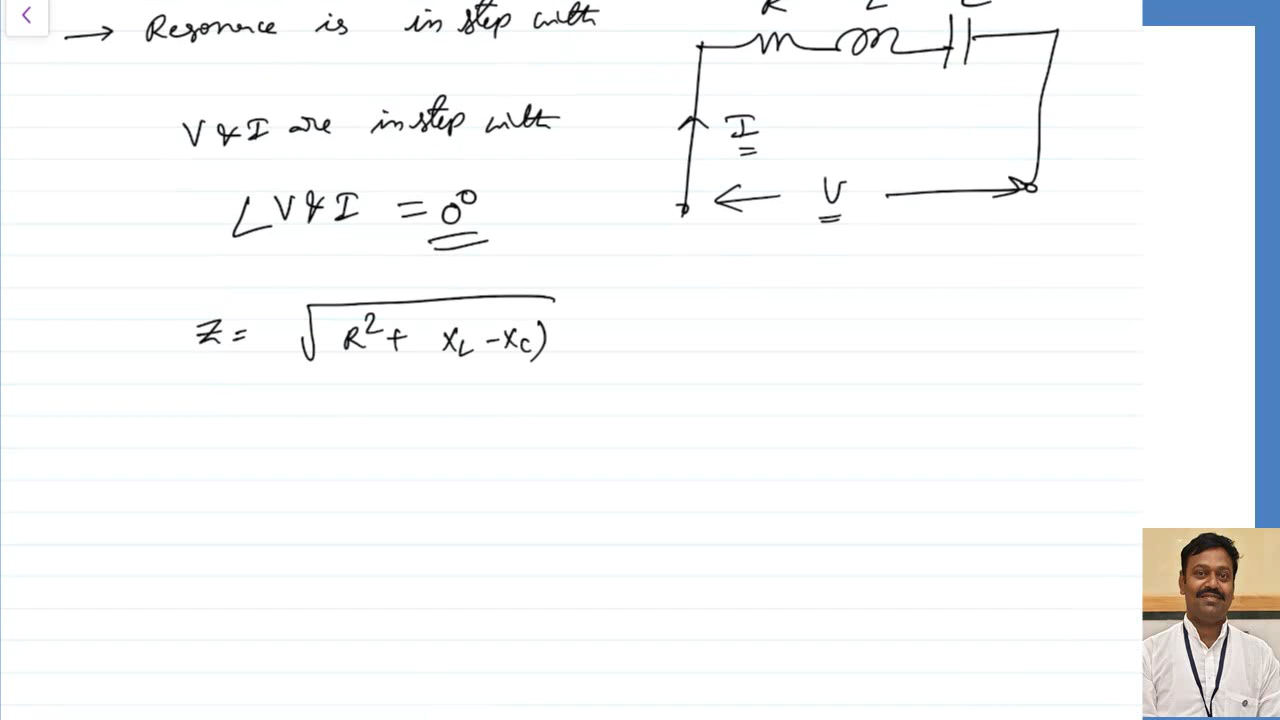 → Resonance is in step with
V & I are in step with
∠ V & I = 0°
Z = √ R² + X_L - X_C)
R
I
V